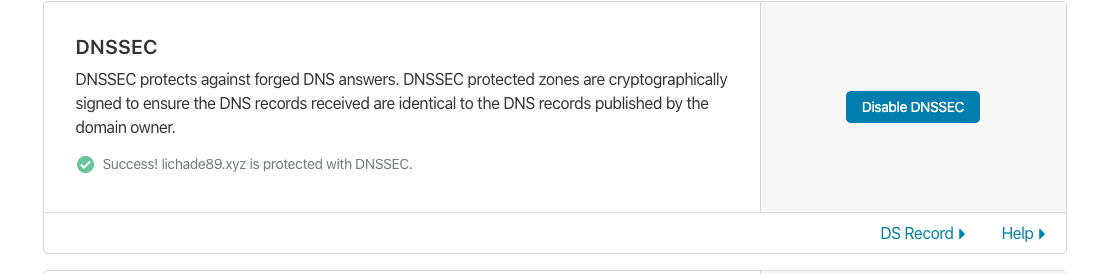 DNSSEC
DNSSEC protects against forged DNS answers. DNSSEC protected zones are cryptographically
signed to ensure the DNS records received are identical to the DNS records published by the
domain owner.
Success! lichade89.xyz is protected with DNSSEC.
Disable DNSSEC
DS Record
Help